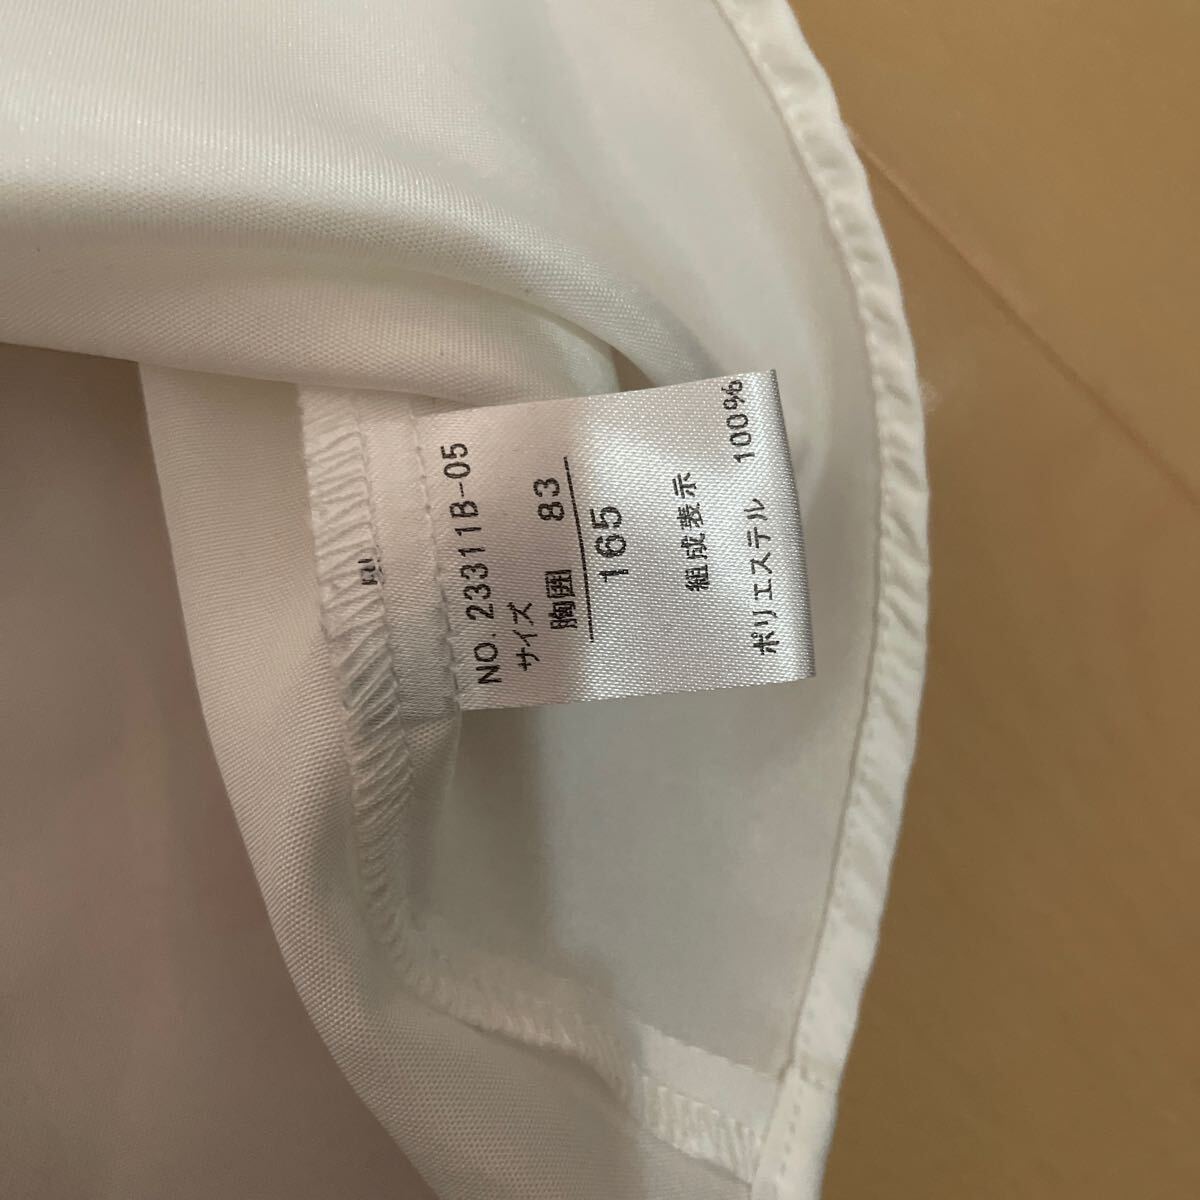 NO. 23311B-05
サイズ
胸囲 83
165
組成表示
ポリエステル 100%